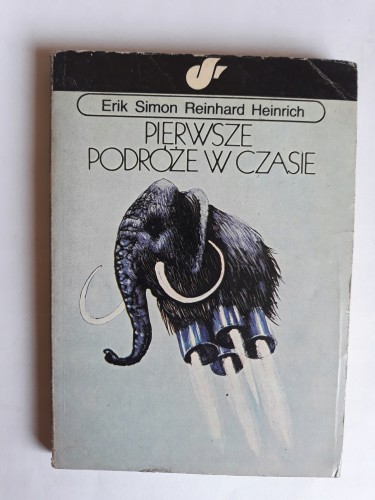 Erik Simon Reinhard Heinrich
PIERWSZE
PODRÓŻE W CZASIE